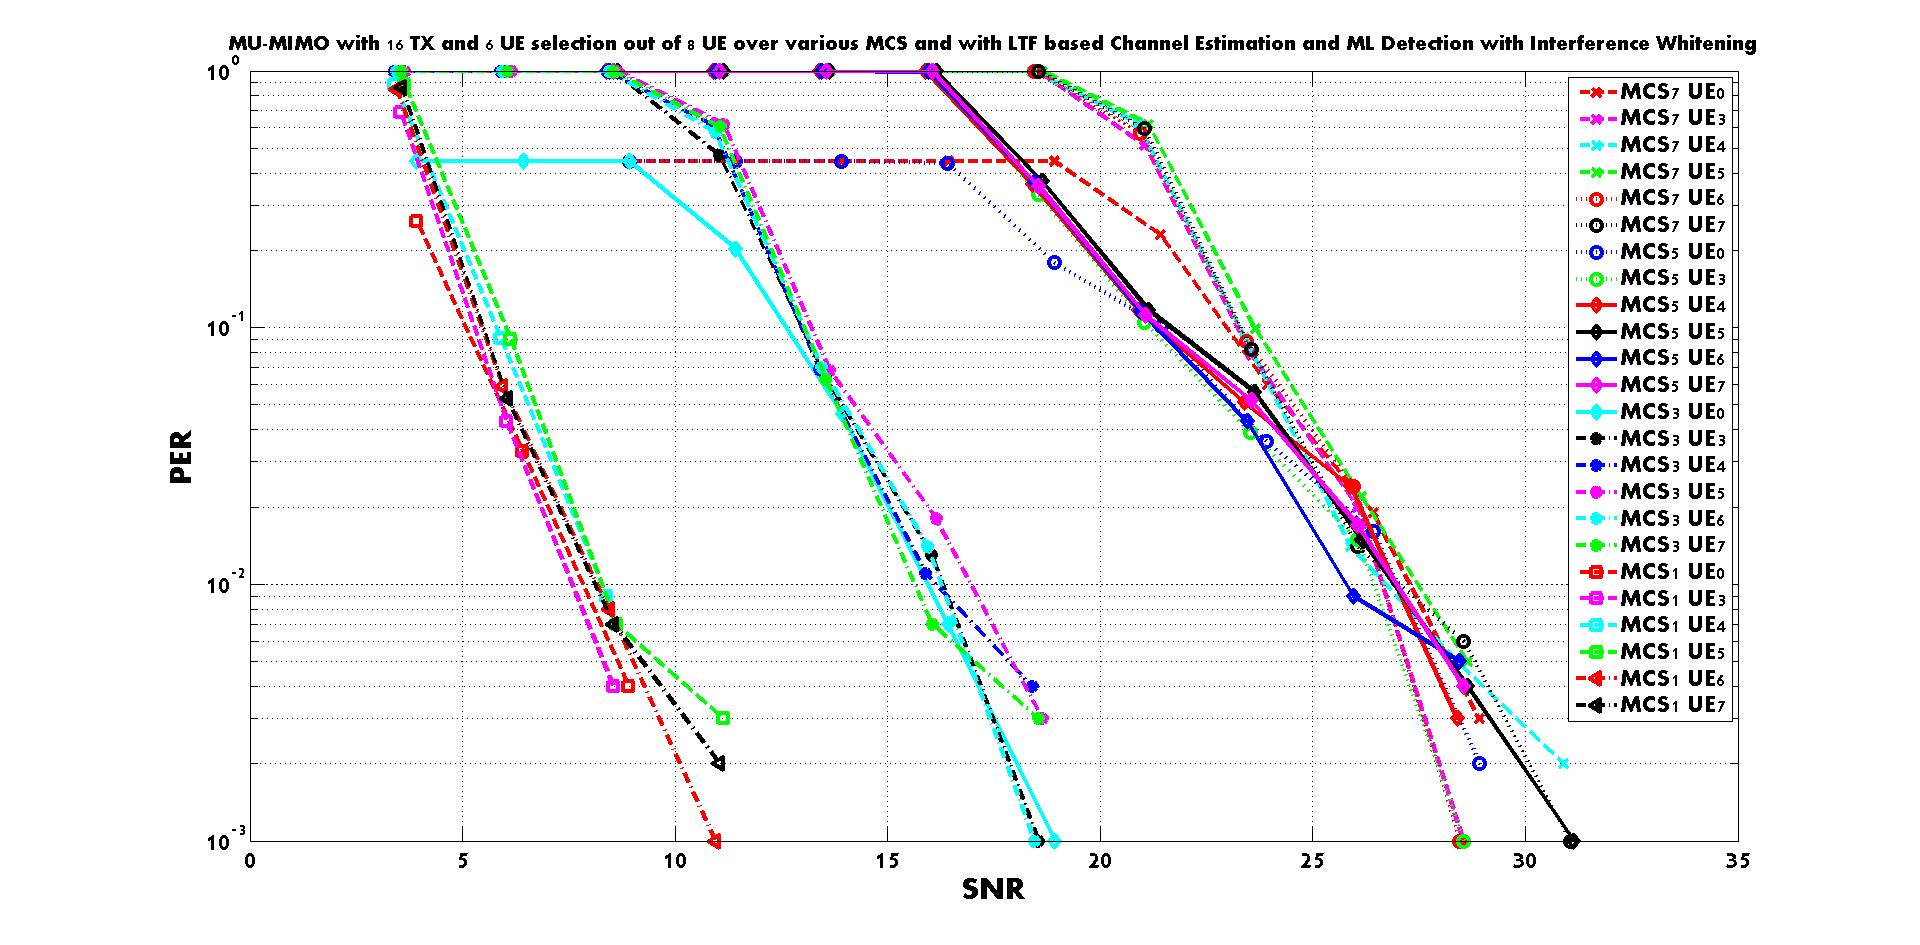 MU-MIMO with 16 TX and 6 UE selection out of 8 UE over various MCS and with LTF based Channel Estimation and ML Detection with Interference Whitening
10^0
10^-1
10^-2
10^-3
PER
0 5 10 15 20 25 30 35
SNR
MCS7 UE0
MCS7 UE3
MCS7 UE4
MCS7 UE5
MCS7 UE6
MCS7 UE7
MCS5 UE0
MCS5 UE3
MCS5 UE4
MCS5 UE5
MCS5 UE6
MCS5 UE7
MCS3 UE0
MCS3 UE3
MCS3 UE4
MCS3 UE5
MCS3 UE6
MCS3 UE7
MCS1 UE0
MCS1 UE3
MCS1 UE4
MCS1 UE5
MCS1 UE6
MCS1 UE7